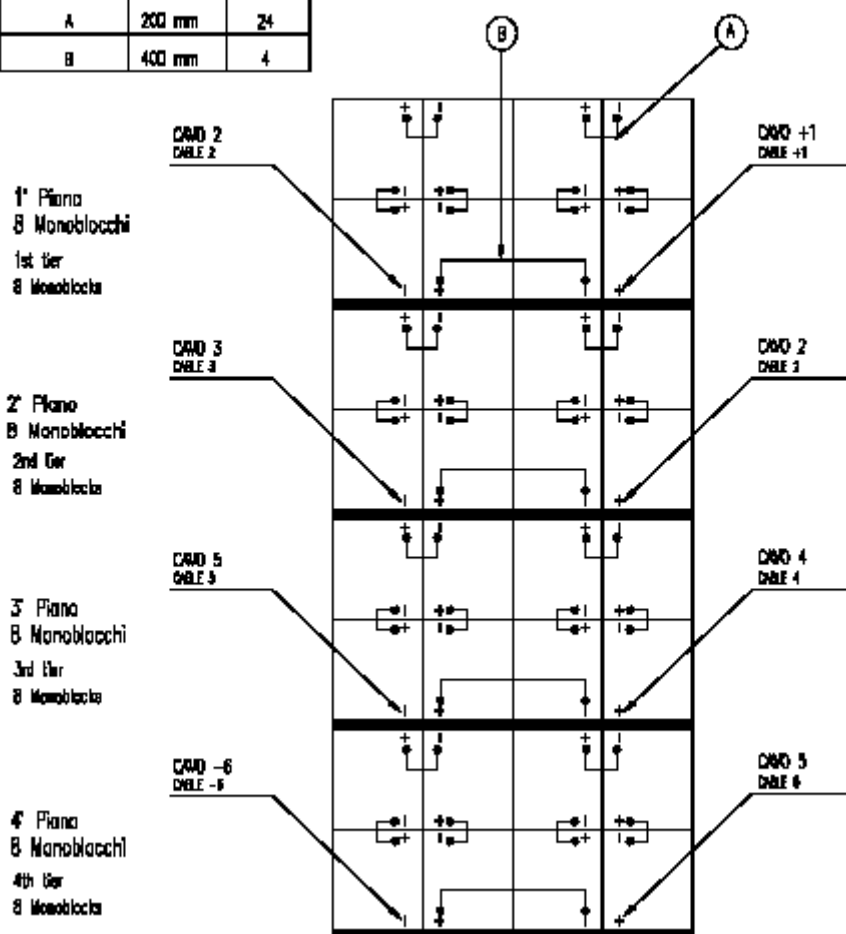 A 200 mm 24
B 400 mm 4
B
A
CAVO 2
CABLE 2
CAVO +1
CABLE +1
1° Piano
8 Monoblocchi
1st tier
8 Monoblocks
CAVO 3
CABLE 3
CAVO 2
CABLE 2
2° Piano
8 Monoblocchi
2nd tier
8 Monoblocks
CAVO 5
CABLE 5
CAVO 4
CABLE 4
3° Piano
8 Monoblocchi
3rd tier
8 Monoblocks
CAVO -6
CABLE -6
CAVO 5
CABLE
4° Piano
8 Monoblocchi
4th tier
8 Monoblocks